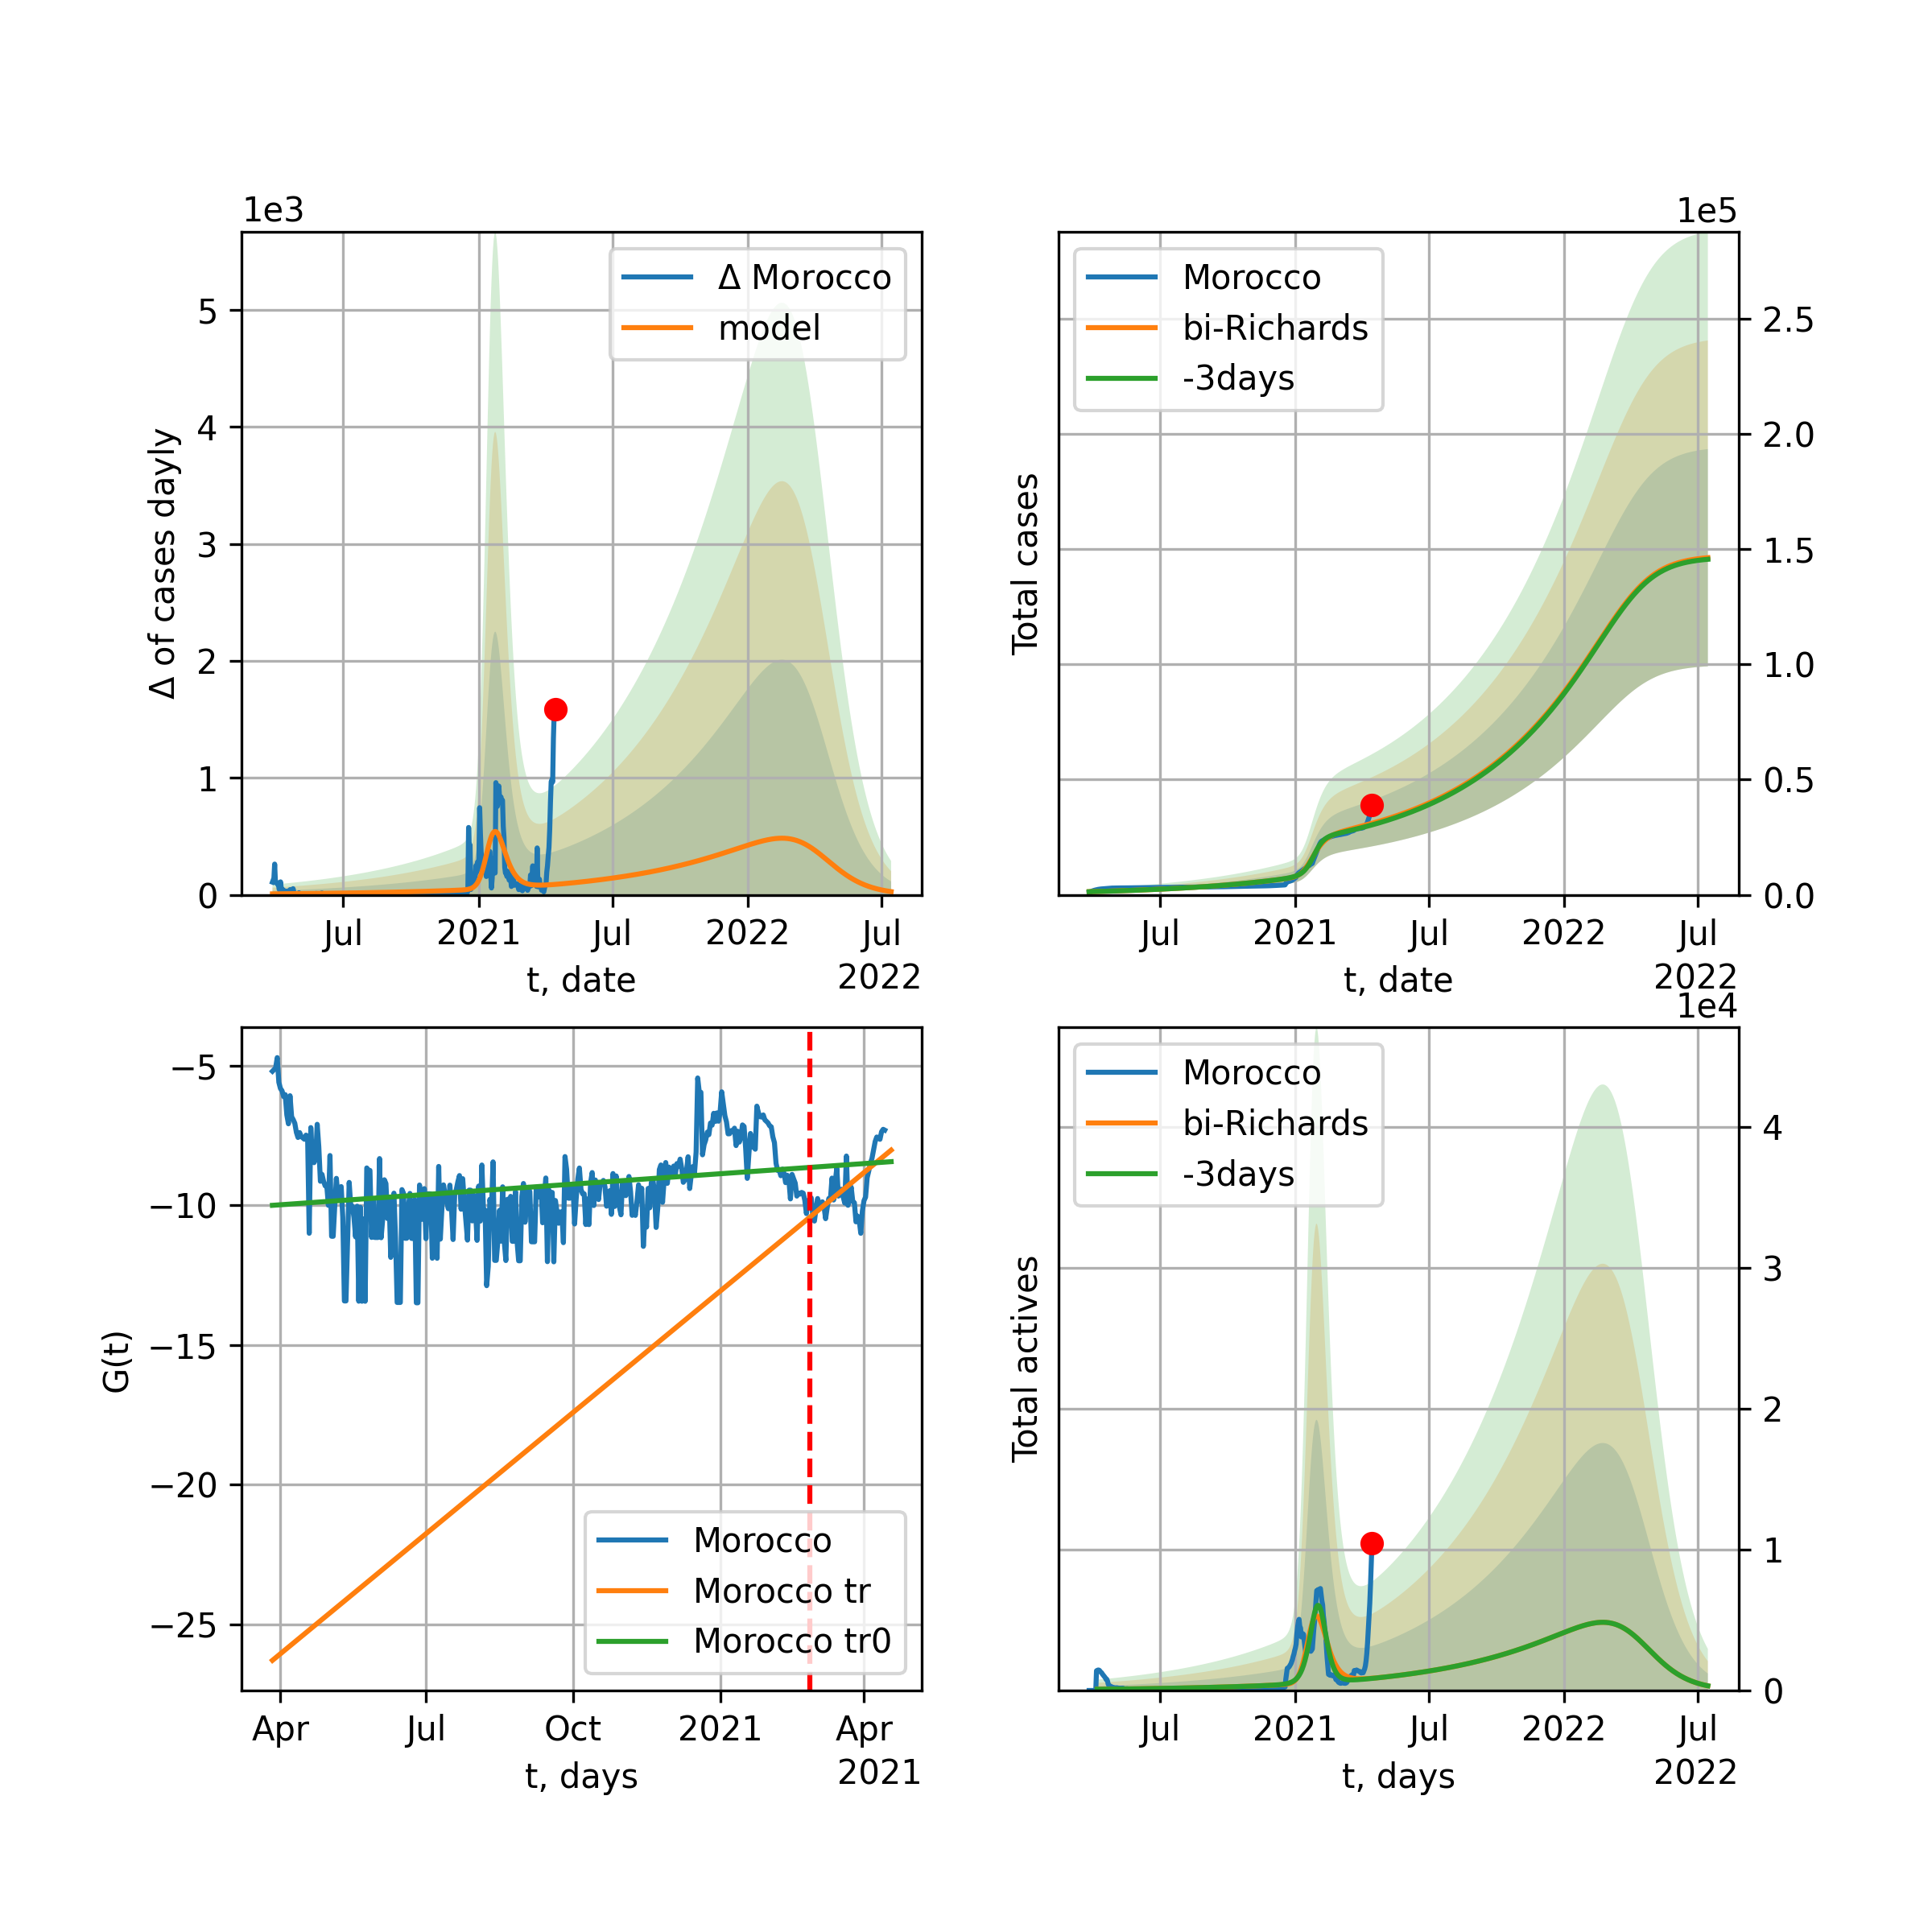 1e3
Δ Morocco
model
5
4
3
2
1
0
Δ of cases dayly
Jul
2021
Jul
2022
Jul
2022
t, date
1e5
Morocco
bi-Richards
-3days
Total cases
2.5
2.0
1.5
1.0
0.5
0.0
Jul
2021
Jul
2022
Jul
2022
t, date
−5
−10
−15
−20
−25
G(t)
Morocco
Morocco tr
Morocco tr0
Apr
Jul
Oct
2021
Apr
2021
t, days
1e4
Morocco
bi-Richards
-3days
Total actives
4
3
2
1
0
Jul
2021
Jul
2022
Jul
2022
t, days